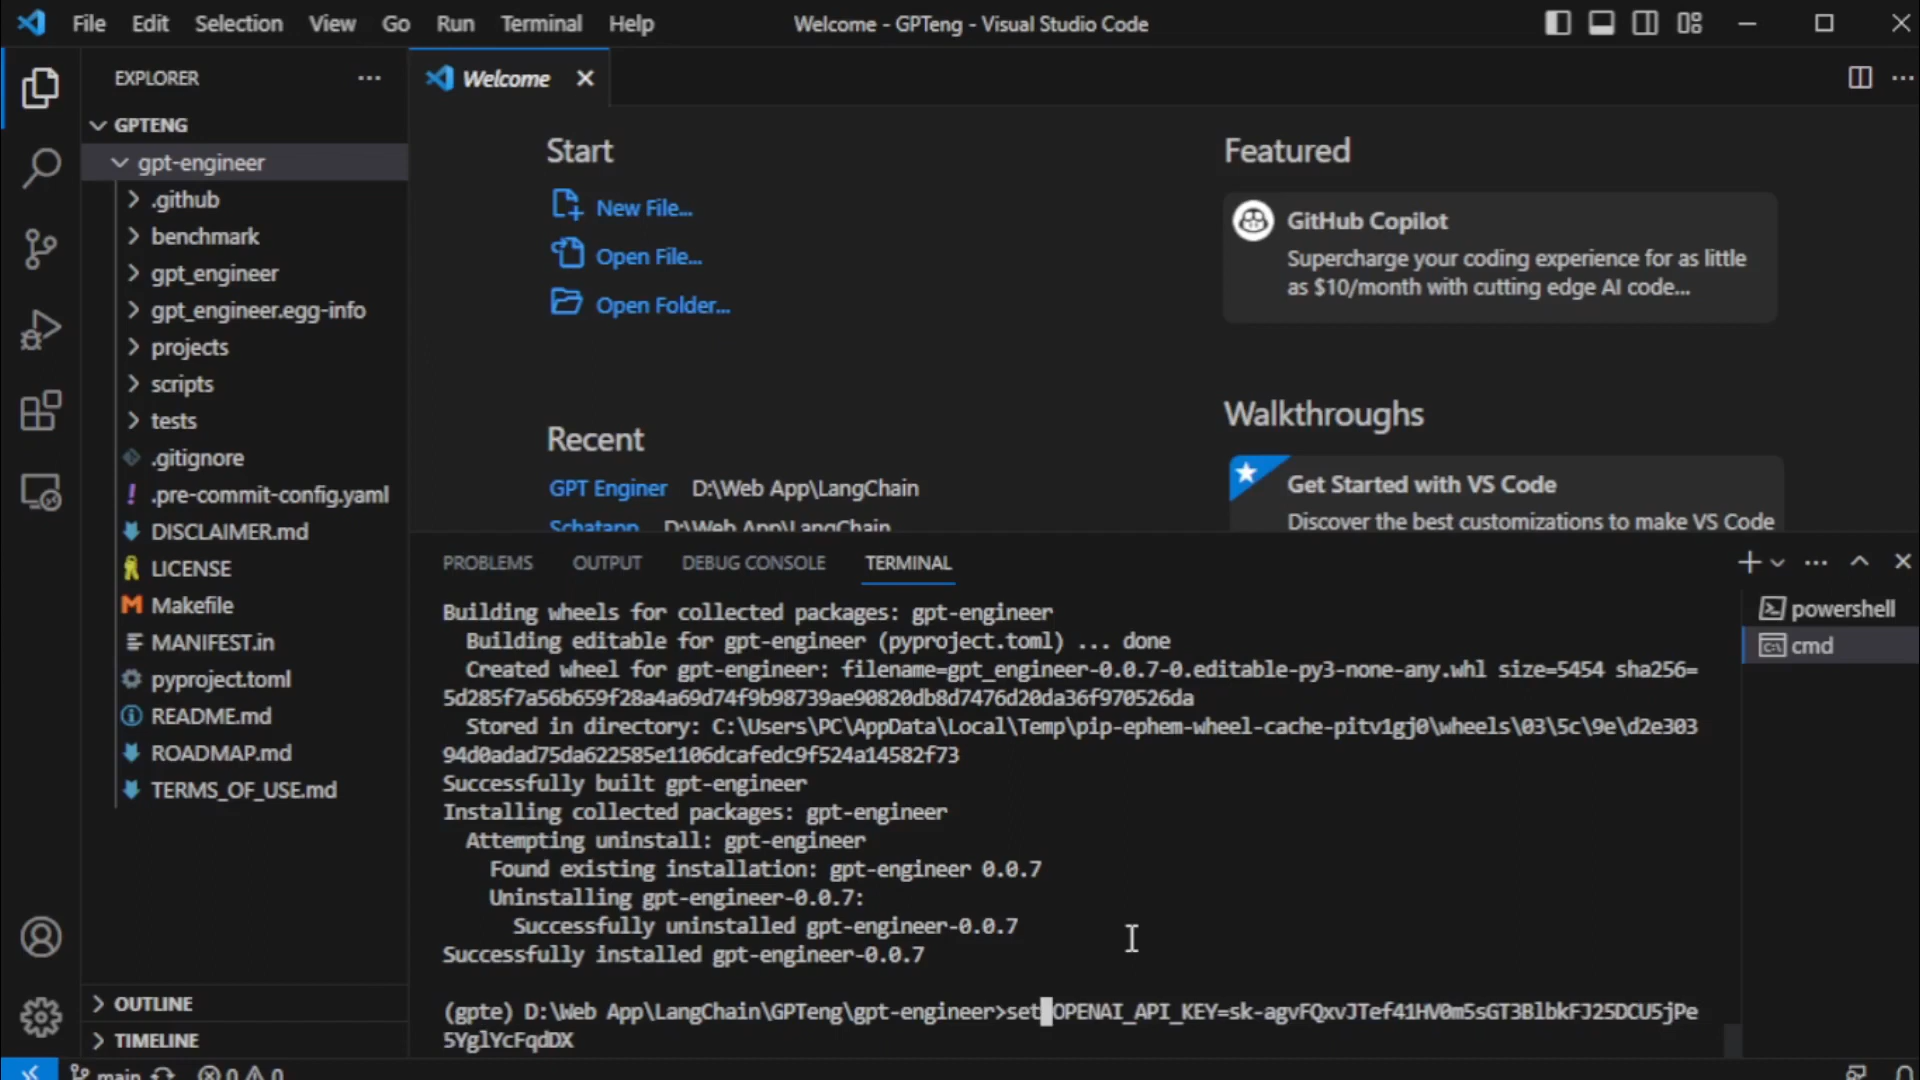 File Edit Selection View Go Run Terminal Help
Welcome - GPTeng - Visual Studio Code
EXPLORER
GPTENG
gpt-engineer
.github
benchmark
gpt_engineer
gpt_engineer.egg-info
projects
scripts
tests
.gitignore
.pre-commit-config.yaml
DISCLAIMER.md
LICENSE
Makefile
MANIFEST.in
pyproject.toml
README.md
ROADMAP.md
TERMS_OF_USE.md
OUTLINE
TIMELINE
Welcome
Start
New File...
Open File...
Open Folder...
Recent
GPT Enginer D:\Web App\LangChain
Schatapp D:\Web App\LangChain
Featured
GitHub Copilot
Supercharge your coding experience for as little
as $10/month with cutting edge AI code...
Walkthroughs
Get Started with VS Code
Discover the best customizations to make VS Code
PROBLEMS OUTPUT DEBUG CONSOLE TERMINAL
powershell
cmd
Building wheels for collected packages: gpt-engineer
Building editable for gpt-engineer (pyproject.toml) ... done
Created wheel for gpt-engineer: filename=gpt_engineer-0.0.7-0.editable-py3-none-any.whl size=5454 sha256=
5d285f7a56b659f28a4a69d74f9b98739ae90820db8d7476d20da36f970526da
Stored in directory: C:\Users\PC\AppData\Local\Temp\pip-ephem-wheel-cache-pitv1gj0\wheels\03\5c\9e\d2e303
94d0adad75da622585e1106dcafedc9f524a14582f73
Successfully built gpt-engineer
Installing collected packages: gpt-engineer
Attempting uninstall: gpt-engineer
Found existing installation: gpt-engineer 0.0.7
Uninstalling gpt-engineer-0.0.7:
Successfully uninstalled gpt-engineer-0.0.7
Successfully installed gpt-engineer-0.0.7
(gpte) D:\Web App\LangChain\GPTeng\gpt-engineer>set OPENAI_API_KEY=sk-agvFQxvJTef41HV0m5sGT3BlbkFJ25DCU5jPe
5YglYcFqdDX
main 0 0